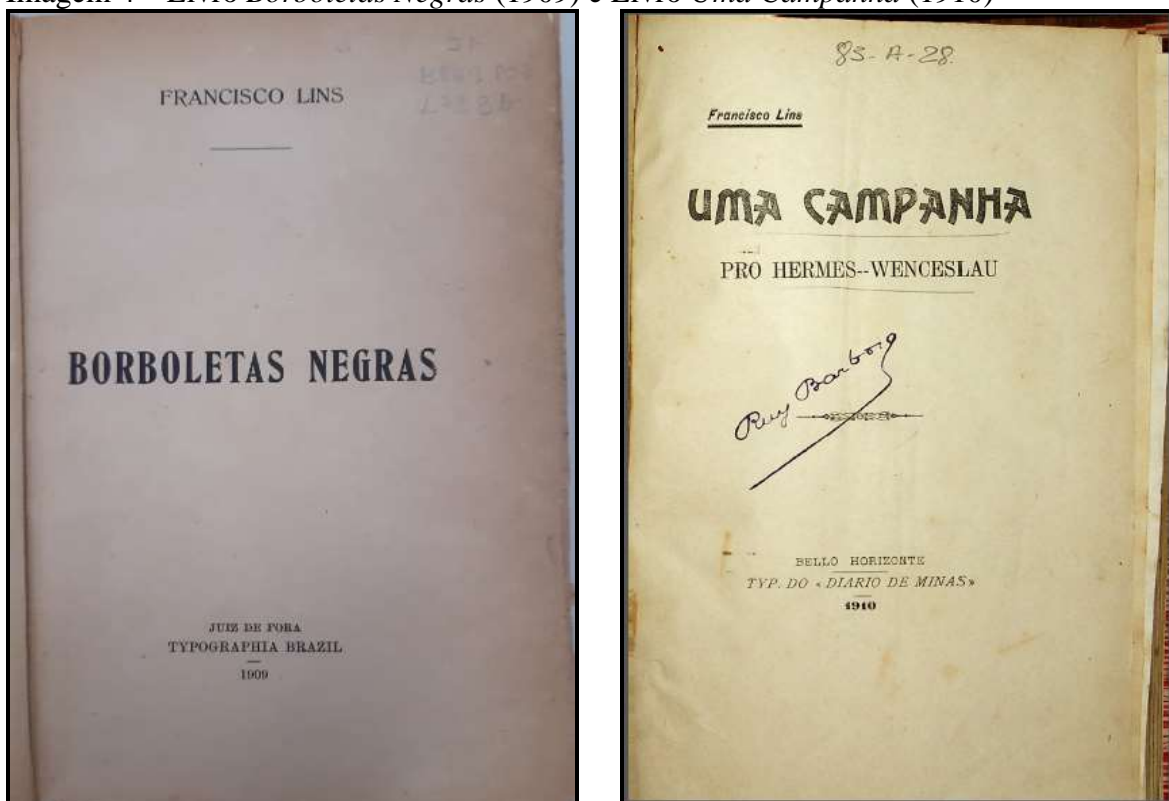 FRANCISCO LINS
BORBOLETAS NEGRAS
JUIZ DE FORA
TYPOGRAPHIA BRAZIL
1909
83-A-28.
Francisco Lins
UMA CAMPANHA
PRO HERMES--WENCESLAU
Ruy Barbosa
BELLO HORIZONTE
TYP. DO «DIARIO DE MINAS»
1910